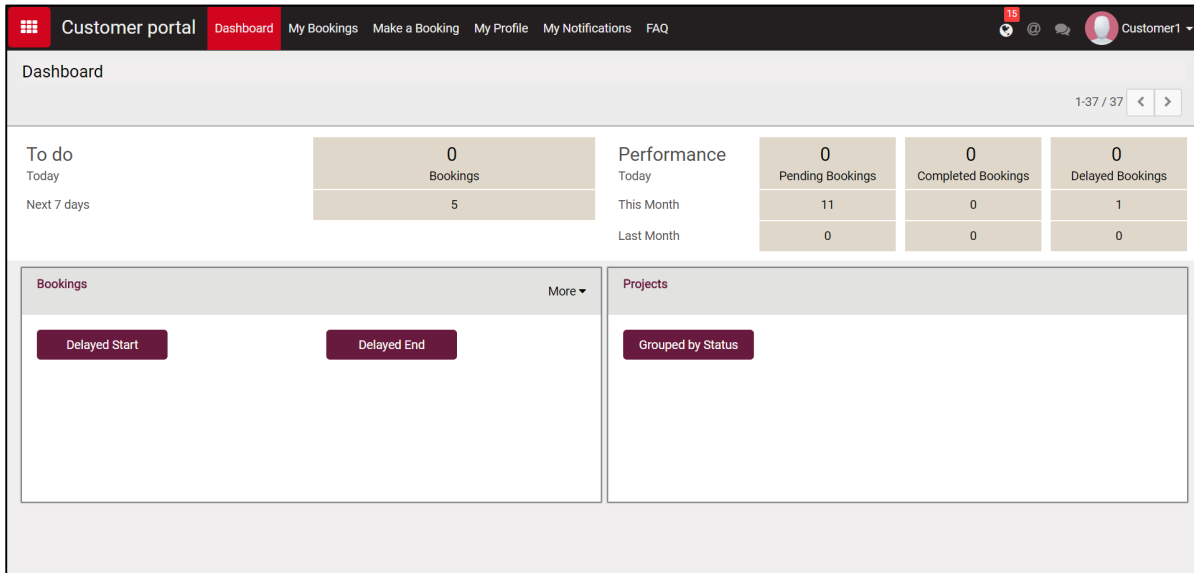 Customer portal Dashboard My Bookings Make a Booking My Profile My Notifications FAQ 15 @ Customer1
Dashboard
1-37 / 37
To do 0 Performance 0 0 0
Today Bookings Today Pending Bookings Completed Bookings Delayed Bookings
Next 7 days 5 This Month 11 0 1
Last Month 0 0 0
Bookings More Projects
Delayed Start Delayed End Grouped by Status